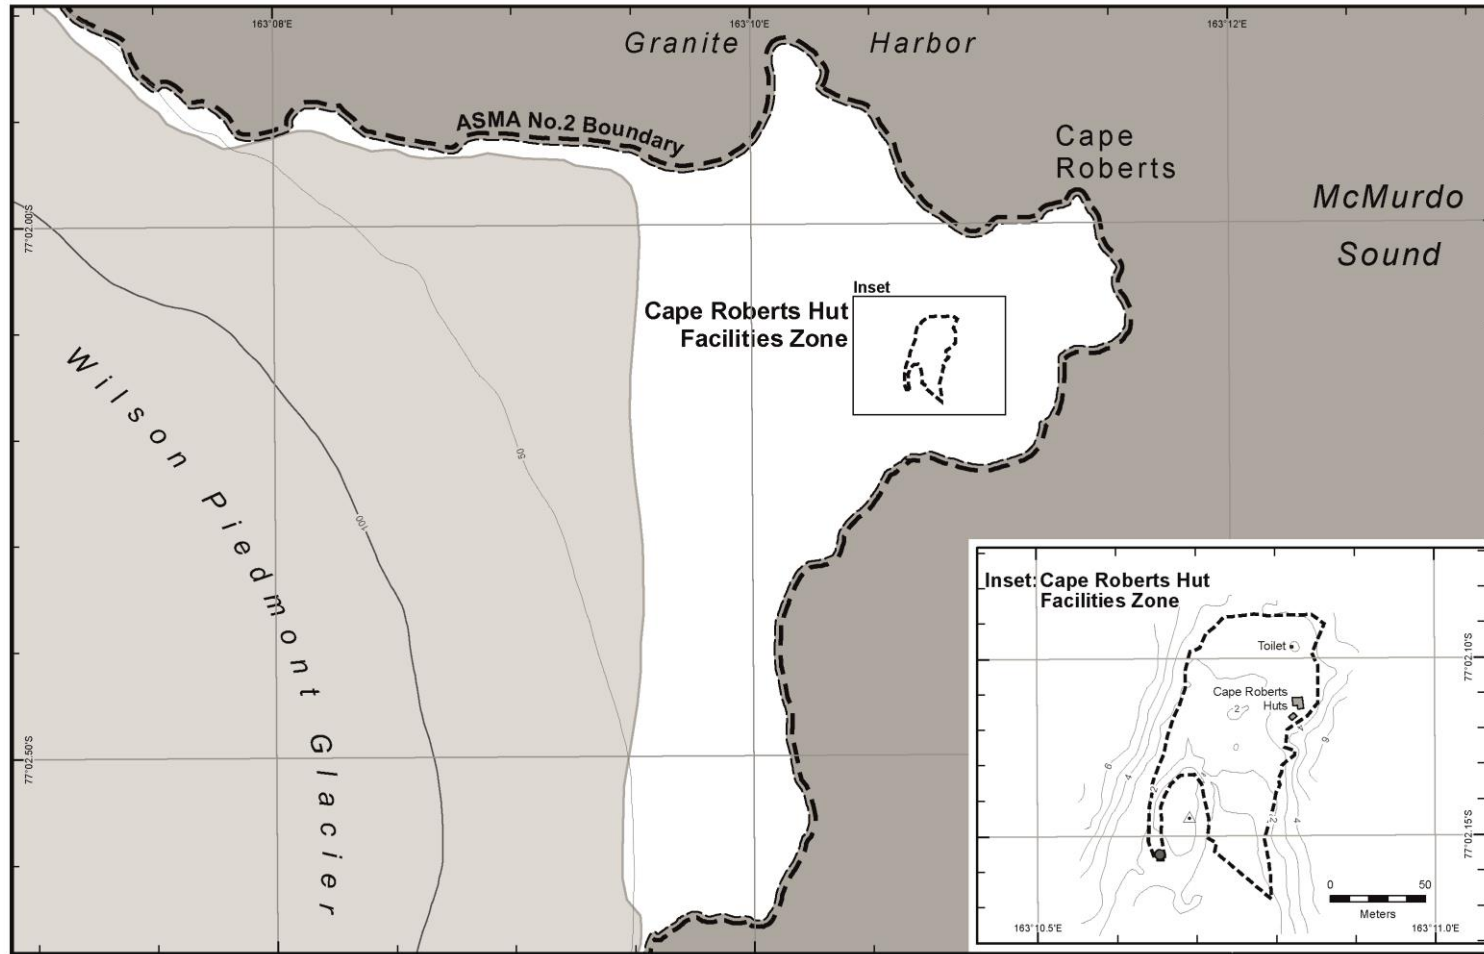 163°08'E
163°10'E
163°12'E
Granite Harbor
ASMA No.2 Boundary
Cape
Roberts
McMurdo
Sound
77°02.00'S
Inset
Cape Roberts Hut
Facilities Zone
Wilson Piedmont Glacier
50
100
77°02.50'S
Inset: Cape Roberts Hut
Facilities Zone
Toilet
77°02.10'S
Cape Roberts
Huts
2
4
6
6
4
2
2
4
77°02.15'S
0 50
Meters
163°10.5'E
163°11.0'E